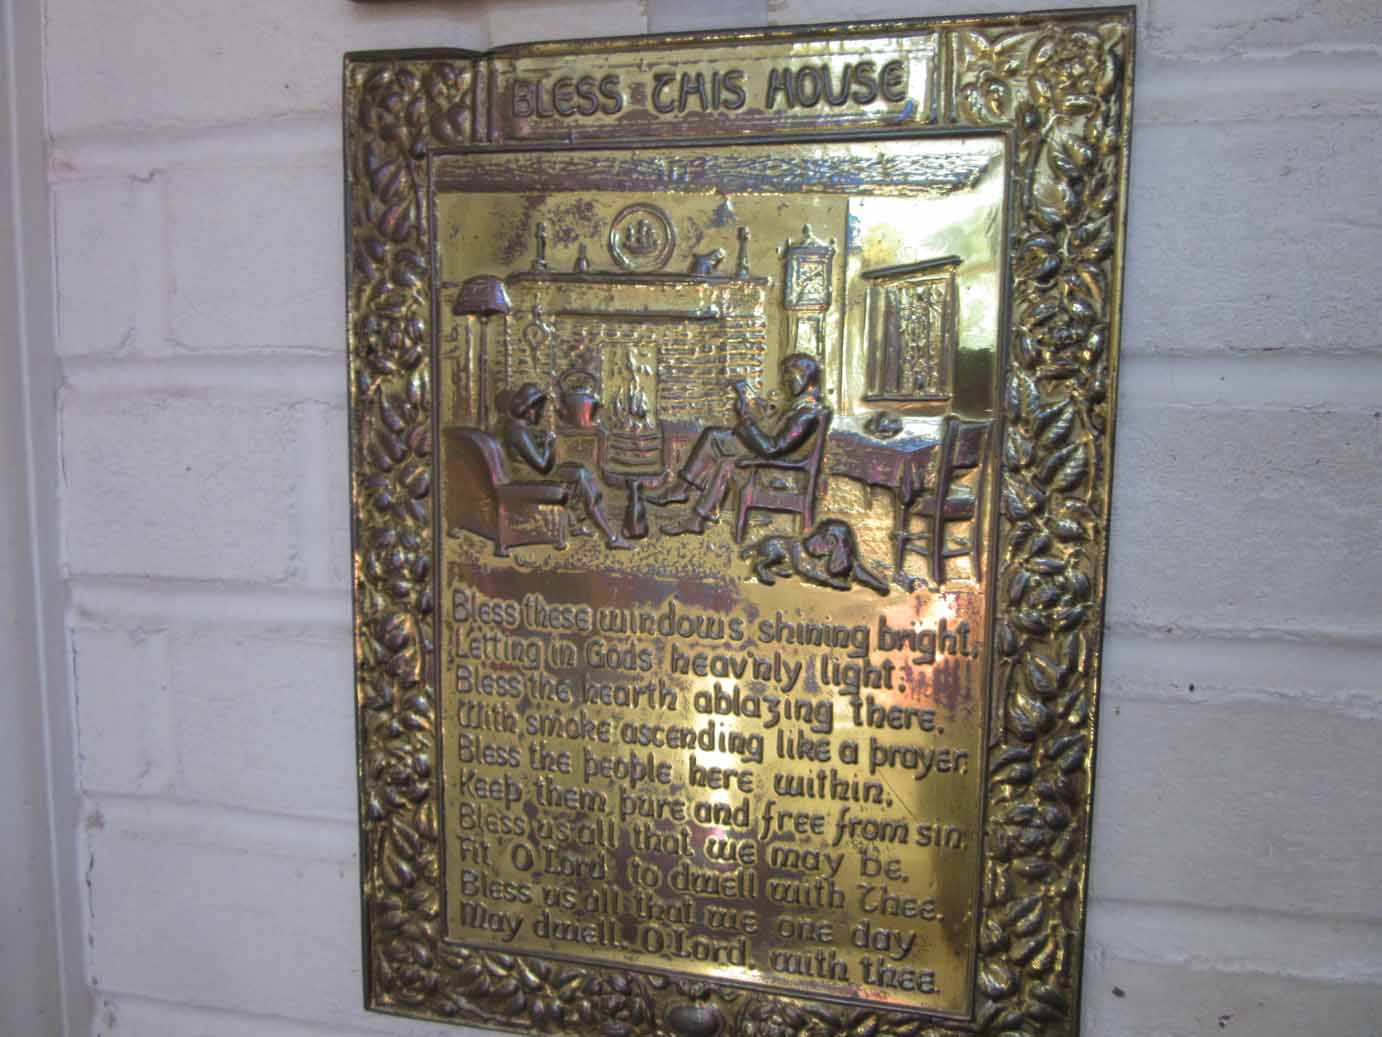 BLESS THIS HOUSE
Bless these windows shining bright,
Letting in Gods heav'nly light;
Bless the hearth ablazing there,
With smoke ascending like a prayer;
Bless the people here within,
Keep them pure and free from sin,
Bless us all that we may be,
Fit O Lord to dwell with Thee.
Bless us all that we one day
May dwell, O Lord, with thee